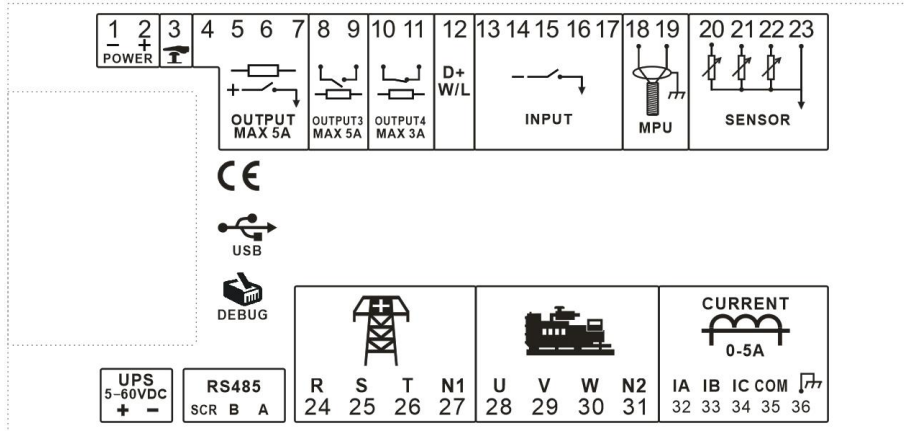 1 2 3 4 5 6 7 8 9 10 11 12 13 14 15 16 17 18 19 20 21 22 23
− +
POWER
D+
W/L
+
−
OUTPUT
MAX 5A
OUTPUT3
MAX 5A
OUTPUT4
MAX 3A
INPUT
MPU
SENSOR
CE
USB
DEBUG
CURRENT
0-5A
UPS
5–60VDC
+ −
RS485
SCR B A
R S T N1
24 25 26 27
U V W N2
28 29 30 31
IA IB IC COM
32 33 34 35 36